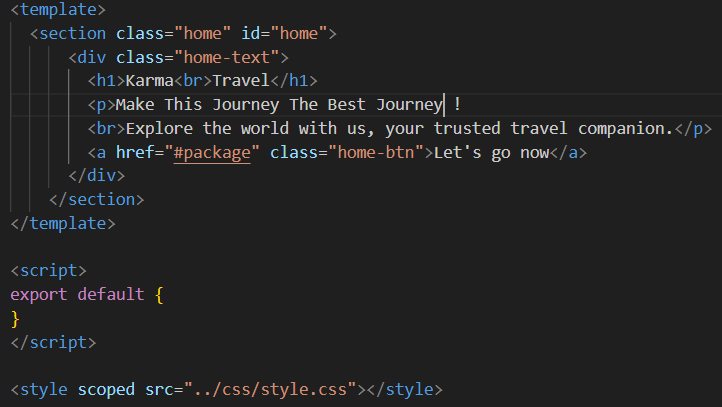 <template>
<section class="home" id="home">
<div class="home-text">
<h1>Karma<br>Travel</h1>
<p>Make This Journey The Best Journey !
<br>Explore the world with us, your trusted travel companion.</p>
<a href="#package" class="home-btn">Let's go now</a>
</div>
</section>
</template>
<script>
export default {
}
</script>
<style scoped src="../css/style.css"></style>